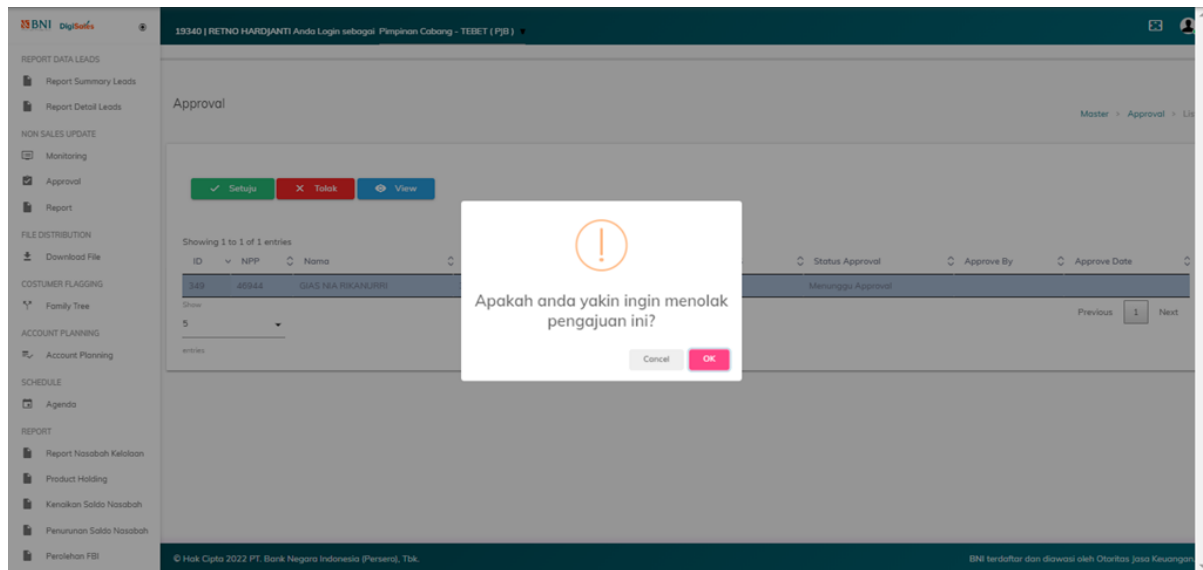 BNI DigiSales
19340 | RETNO HARDJANTI Anda Login sebagai Pimpinan Cabang - TEBET ( PJB )
REPORT DATA LEADS
Report Summary Leads
Report Detail Leads
NON SALES UPDATE
Monitoring
Approval
Report
FILE DISTRIBUTION
Download File
COSTUMER FLAGGING
Family Tree
ACCOUNT PLANNING
Account Planning
SCHEDULE
Agenda
REPORT
Report Nasabah Kelolaan
Product Holding
Kenaikan Saldo Nasabah
Penurunan Saldo Nasabah
Perolehan FBI
Approval
Master > Approval > Lis
Setuju Tolak View
Showing 1 to 1 of 1 entries
ID NPP Nama Status Approval Approve By Approve Date
349 46944 GIAS NIA RIKANURRI Menunggu Approval
Show
5
entries
Previous 1 Next
Apakah anda yakin ingin menolak
pengajuan ini?
Cancel OK
© Hak Cipta 2022 PT. Bank Negara Indonesia (Persero), Tbk.
BNI terdaftar dan diawasi oleh Otoritas Jasa Keuangan